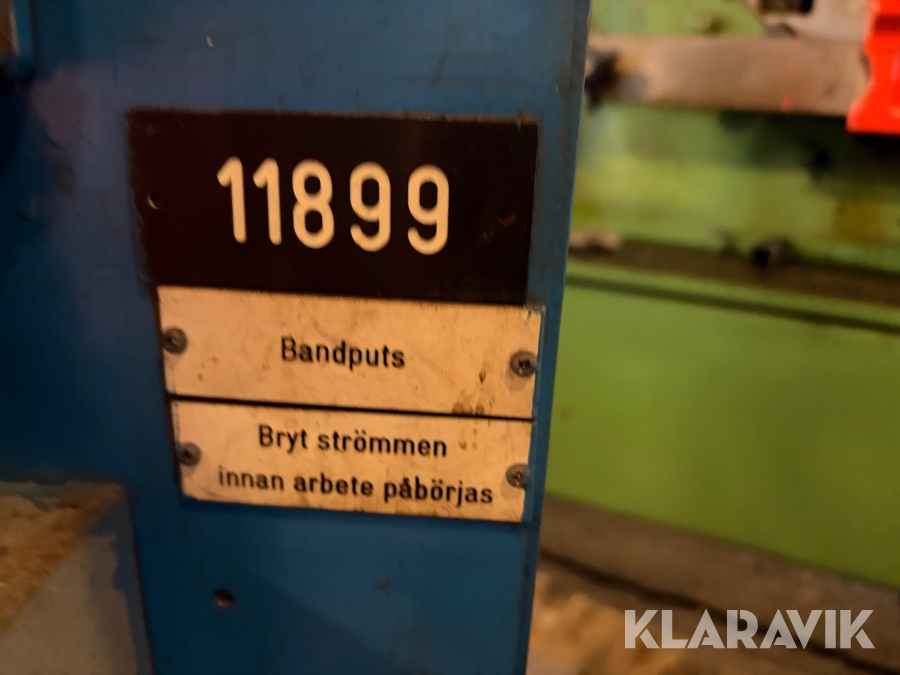 11899
Bandputs
Bryt strömmen
innan arbete påbörjas
KLARAVIK